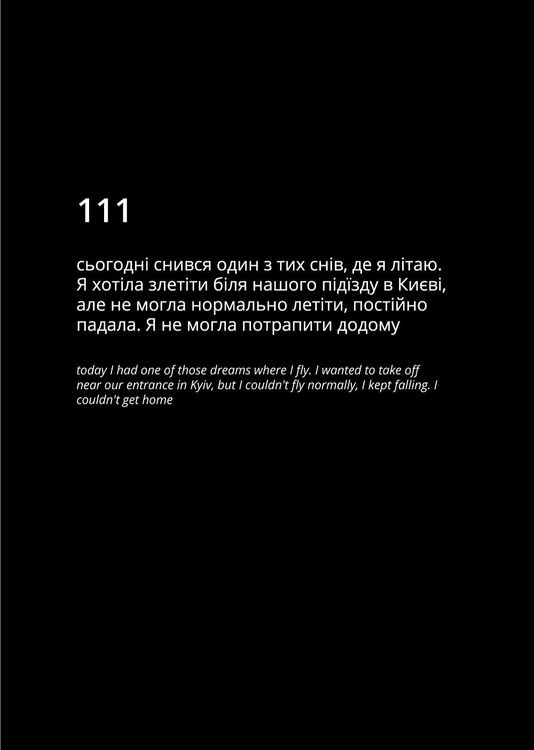 111
сьогодні снився один з тих снів, де я літаю.
Я хотіла злетіти біля нашого підїзду в Києві,
але не могла нормально летіти, постійно
падала. Я не могла потрапити додому
today I had one of those dreams where I fly. I wanted to take off
near our entrance in Kyiv, but I couldn't fly normally, I kept falling. I
couldn't get home